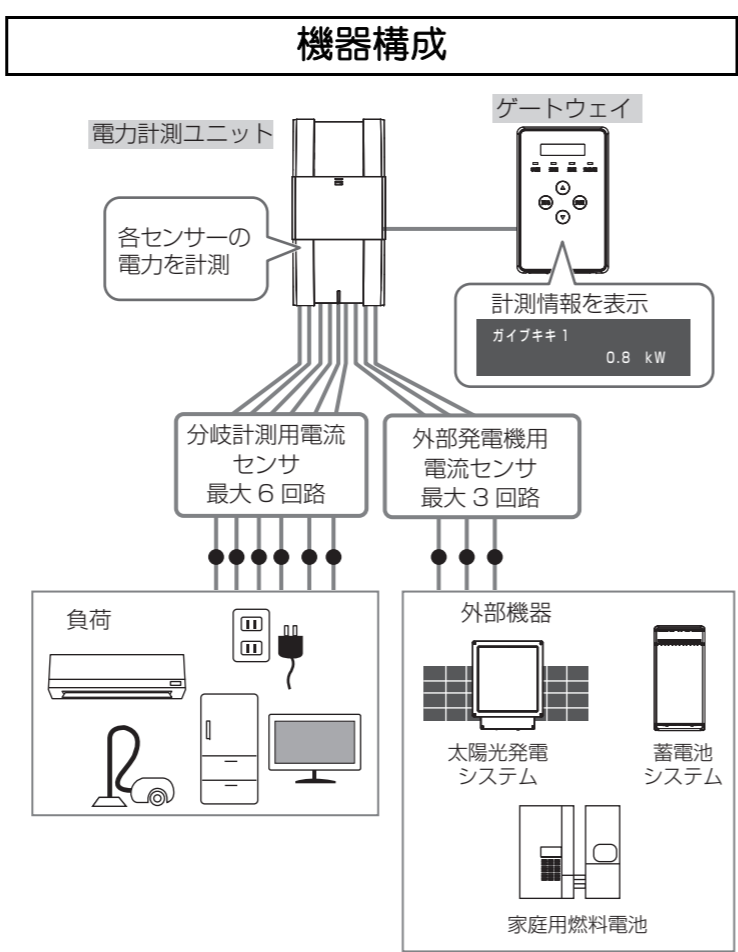 機器構成
電力計測ユニット
ゲートウェイ
各センサーの
電力を計測
計測情報を表示
ガイブキキ 1
0.8 kW
分岐計測用電流
センサ
最大 6 回路
外部発電機用
電流センサ
最大 3 回路
負荷
外部機器
太陽光発電
システム
蓄電池
システム
家庭用燃料電池